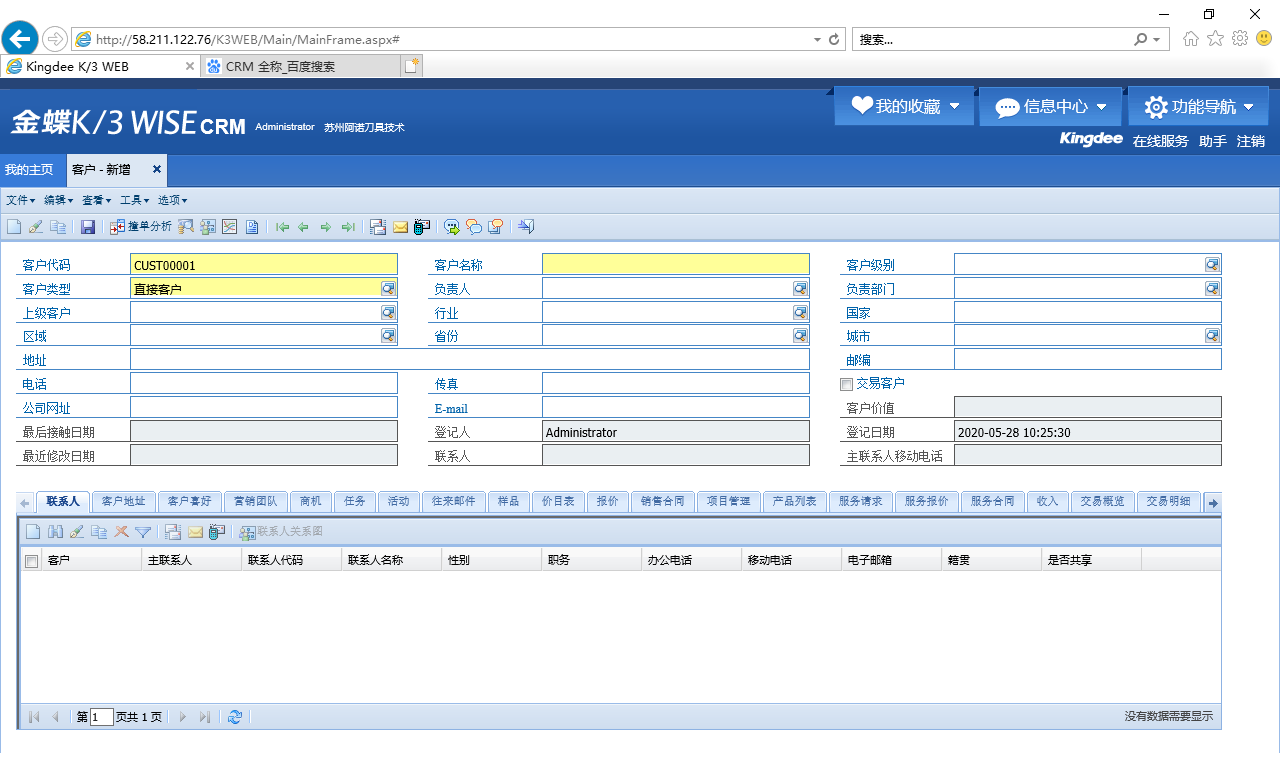 http://58.211.122.76/K3WEB/Main/MainFrame.aspx#
搜索...
Kingdee K/3 WEB
CRM 全称_百度搜索
金蝶K/3 WISE CRM Administrator 苏州阿诺刀具技术
我的收藏 信息中心 功能导航
Kingdee 在线服务 助手 注销
我的主页 客户 - 新增
文件 编辑 查看 工具 选项
撞单分析
客户代码 CUST00001 客户名称 客户级别
客户类型 直接客户 负责人 负责部门
上级客户 行业 国家
区域 省份 城市
地址 邮编
电话 传真 交易客户
公司网址 E-mail 客户价值
最后接触日期 登记人 Administrator 登记日期 2020-05-28 10:25:30
最近修改日期 联系人 主联系人移动电话
联系人 客户地址 客户喜好 营销团队 商机 任务 活动 往来邮件 样品 价目表 报价 销售合同 项目管理 产品列表 服务请求 服务报价 服务合同 收入 交易概览 交易明细
联系人关系图
客户 主联系人 联系人代码 联系人名称 性别 职务 办公电话 移动电话 电子邮箱 籍贯 是否共享
第 1 页共 1 页 没有数据需要显示